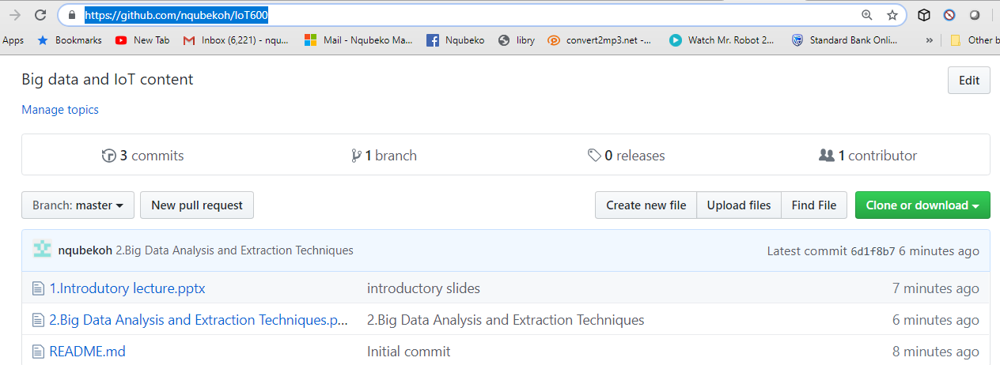 https://github.com/nqubekoh/IoT600
Apps Bookmarks New Tab Inbox (6,221) - nqu... Mail - Nqubeko Ma... Nqubeko libry convert2mp3.net -... Watch Mr. Robot 2... Standard Bank Onli... » Other b
Big data and IoT content Edit
Manage topics
3 commits 1 branch 0 releases 1 contributor
Branch: master New pull request Create new file Upload files Find File Clone or download
nqubekoh 2.Big Data Analysis and Extraction Techniques Latest commit 6d1f8b7 6 minutes ago
1.Introdutory lecture.pptx introductory slides 7 minutes ago
2.Big Data Analysis and Extraction Techniques.p... 2.Big Data Analysis and Extraction Techniques 6 minutes ago
README.md Initial commit 8 minutes ago